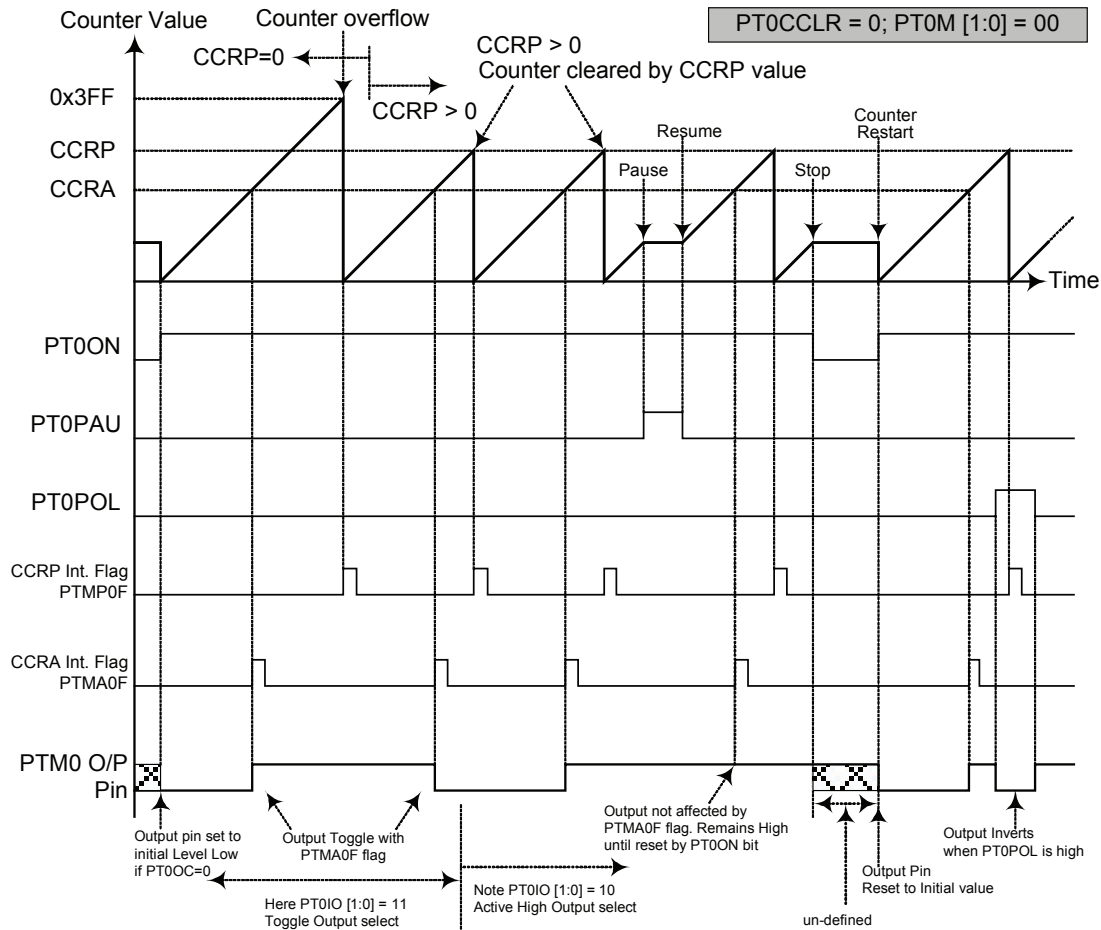 Counter Value
Counter overflow
PT0CCLR = 0; PT0M [1:0] = 00
CCRP=0
CCRP > 0
CCRP > 0
Counter cleared by CCRP value
0x3FF
CCRP
CCRA
Pause
Resume
Stop
Counter
Restart
Time
PT0ON
PT0PAU
PT0POL
CCRP Int. Flag
PTMP0F
CCRA Int. Flag
PTMA0F
PTM0 O/P
Pin
Output pin set to
initial Level Low
if PT0OC=0
Output Toggle with
PTMA0F flag
Here PT0IO [1:0] = 11
Toggle Output select
Note PT0IO [1:0] = 10
Active High Output select
Output not affected by
PTMA0F flag. Remains High
until reset by PT0ON bit
un-defined
Output Pin
Reset to Initial value
Output Inverts
when PT0POL is high